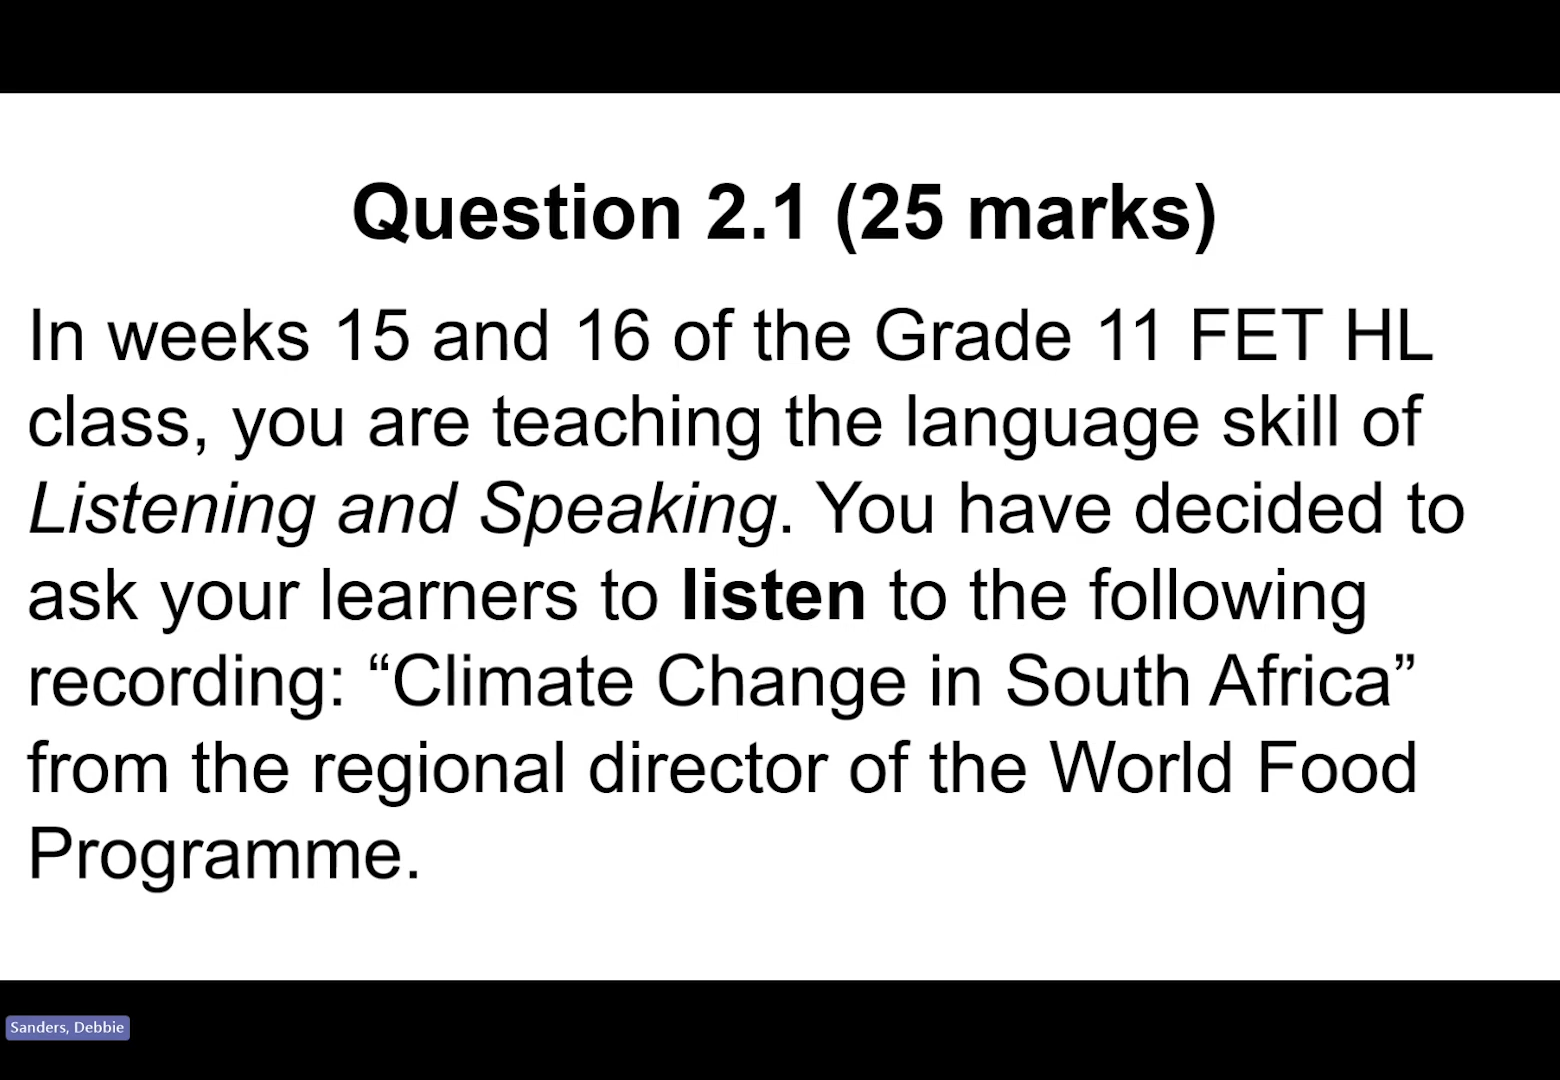 Question 2.1 (25 marks)
In weeks 15 and 16 of the Grade 11 FET HL
class, you are teaching the language skill of
Listening and Speaking. You have decided to
ask your learners to listen to the following
recording: “Climate Change in South Africa”
from the regional director of the World Food
Programme.
Sanders, Debbie